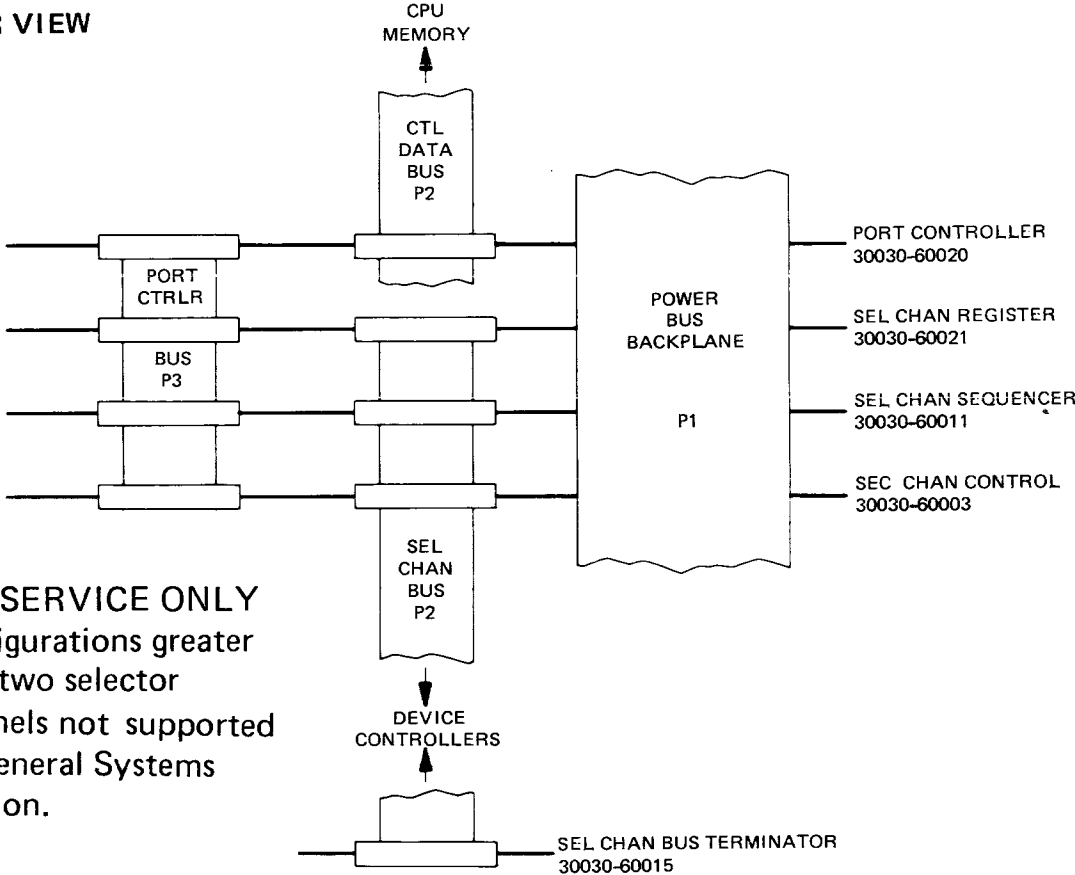 VIEW
CPU
MEMORY
CTL
DATA
BUS
P2
PORT
CTRLR
BUS
P3
POWER
BUS
BACKPLANE
P1
PORT CONTROLLER
30030-60020
SEL CHAN REGISTER
30030-60021
SEL CHAN SEQUENCER
30030-60011
SEC CHAN CONTROL
30030-60003
SEL
CHAN
BUS
P2
SERVICE ONLY
igurations greater
two selector
nels not supported
eneral Systems
on.
DEVICE
CONTROLLERS
SEL CHAN BUS TERMINATOR
30030-60015